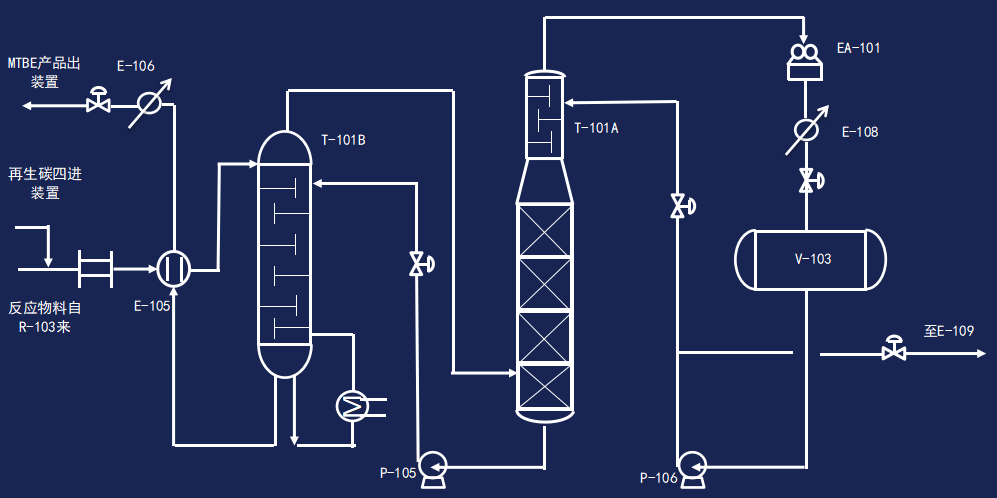 MTBE产品出
装置
E-106
EA-101
T-101B
T-101A
E-108
再生碳四进
装置
V-103
反应物料自
R-103来
E-105
至E-109
P-105
P-106